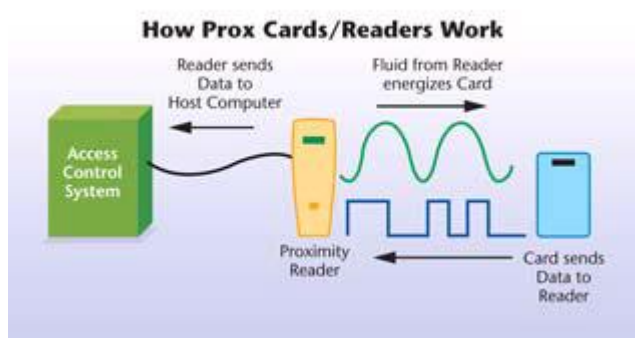 How Prox Cards/Readers Work
Reader sends
Data to
Host Computer
Fluid from Reader
energizes Card
Access
Control
System
Proximity
Reader
Card sends
Data to
Reader